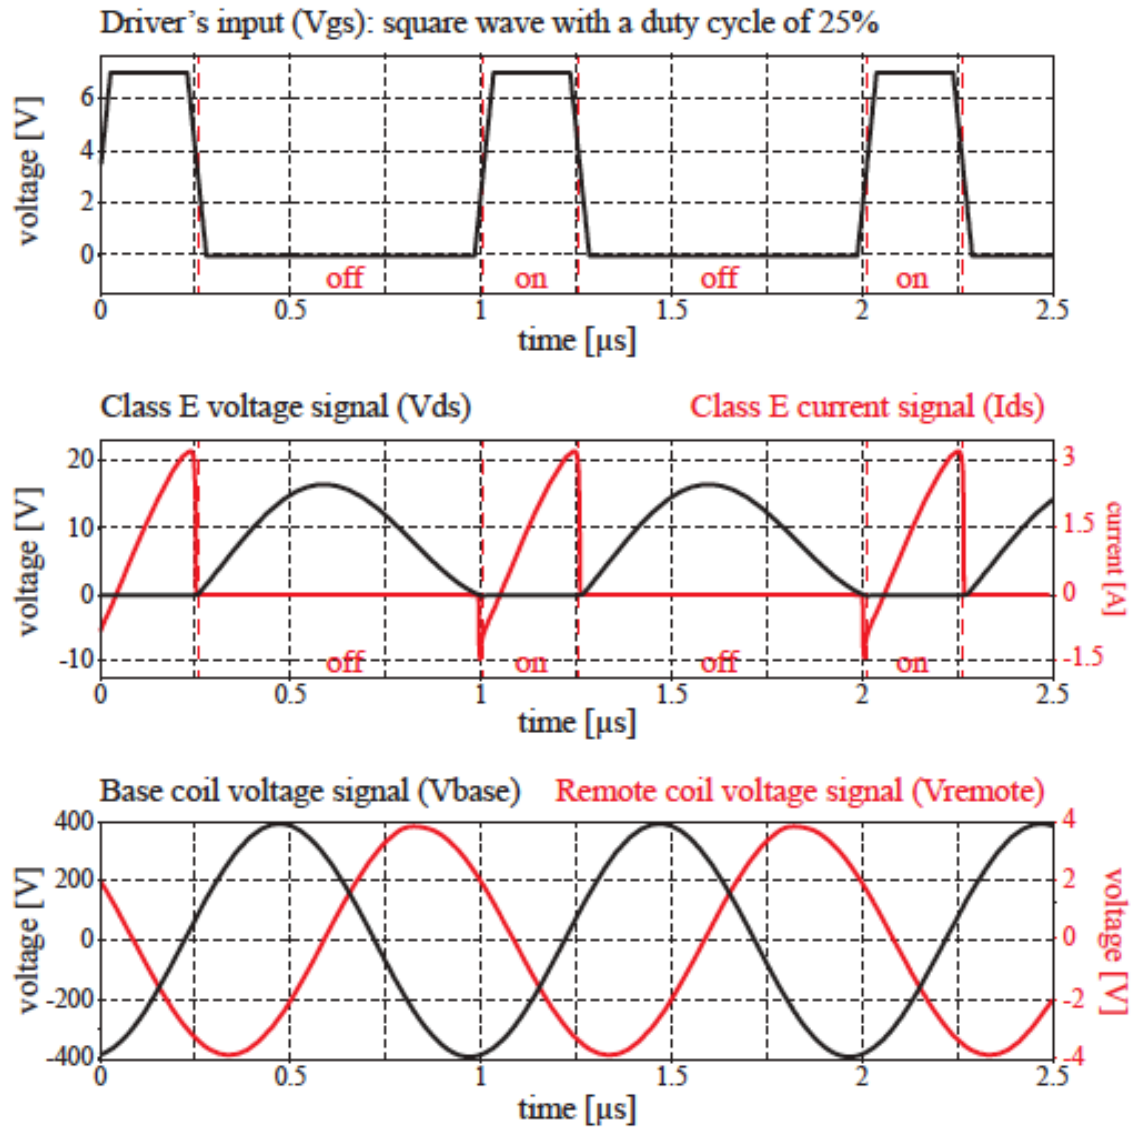 Driver's input (Vgs): square wave with a duty cycle of 25%
voltage [V]
6
4
2
0
off on off on
0 0.5 1 1.5 2 2.5
time [μs]
Class E voltage signal (Vds) Class E current signal (Ids)
voltage [V]
20
10
0
-10
3
1.5
0
-1.5
current [A]
off on off on
0 0.5 1 1.5 2 2.5
time [μs]
Base coil voltage signal (Vbase) Remote coil voltage signal (Vremote)
voltage [V]
400
200
0
-200
-400
4
2
0
-2
-4
voltage [V]
0 0.5 1 1.5 2 2.5
time [μs]